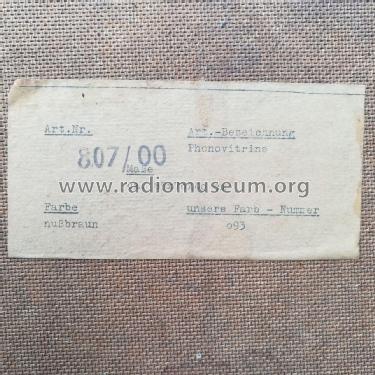 Art.Nr. Art.-Bezeichnung
807/00 Phonovitrine
Maße
www.radiomuseum.org
Farbe unsere Farb - Nummer
nußbraun 093